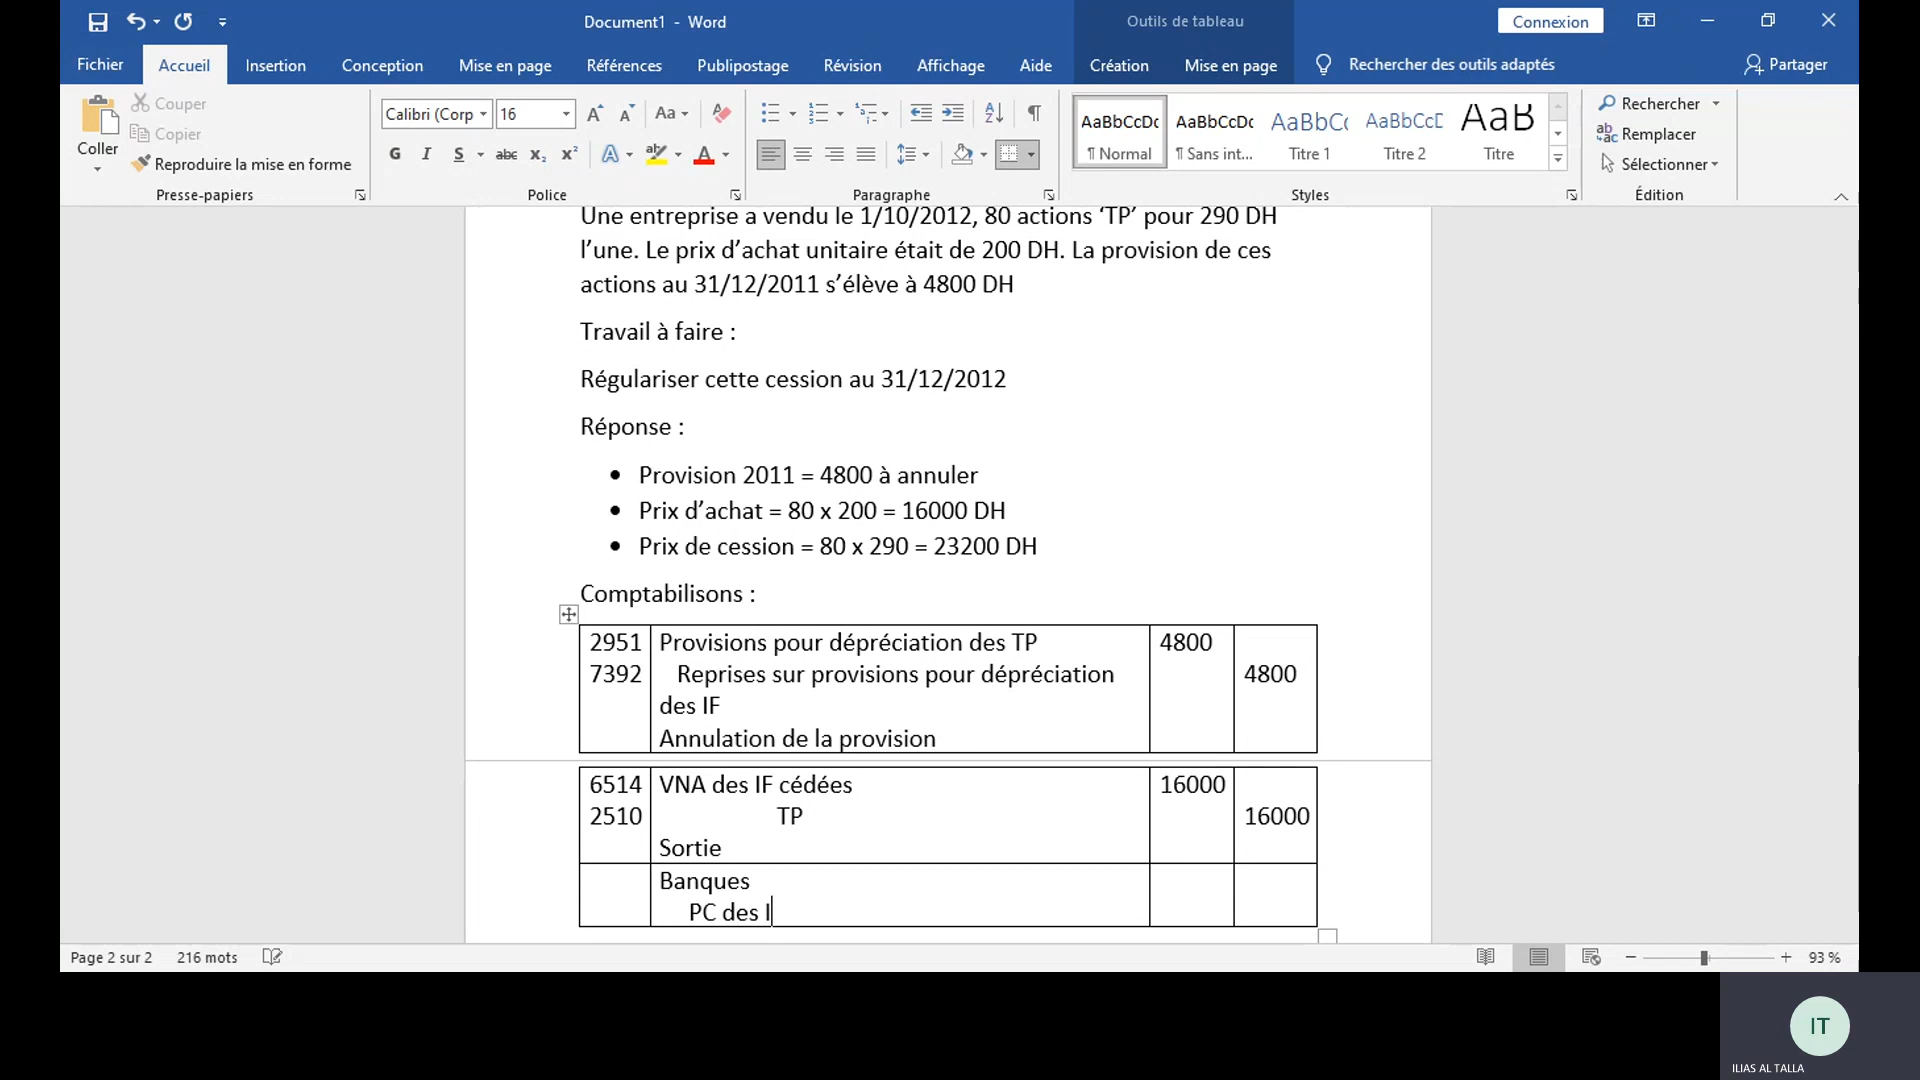 Document1 - Word
Outils de tableau
Connexion
Fichier
Accueil
Insertion
Conception
Mise en page
Références
Publipostage
Révision
Affichage
Aide
Création
Mise en page
Rechercher des outils adaptés
Partager
Coller
Couper
Copier
Reproduire la mise en forme
Presse-papiers
Calibri (Corp
16
Aa
G I S abc x₂ x²
Police
Paragraphe
AaBbCcDc
¶ Normal
AaBbCcDc
¶ Sans int...
AaBbCc
Titre 1
AaBbCcD
Titre 2
AaB
Titre
Styles
Rechercher
Remplacer
Sélectionner
Édition
Une entreprise a vendu le 1/10/2012, 80 actions ‘TP’ pour 290 DH
l’une. Le prix d’achat unitaire était de 200 DH. La provision de ces
actions au 31/12/2011 s’élève à 4800 DH
Travail à faire :
Régulariser cette cession au 31/12/2012
Réponse :
• Provision 2011 = 4800 à annuler
• Prix d’achat = 80 x 200 = 16000 DH
• Prix de cession = 80 x 290 = 23200 DH
Comptabilisons :
2951 Provisions pour dépréciation des TP 4800
7392 Reprises sur provisions pour dépréciation 4800
des IF
Annulation de la provision
6514 VNA des IF cédées 16000
2510 TP 16000
Sortie
Banques
PC des I
Page 2 sur 2
216 mots
93 %
IT
ILIAS AL TALLA